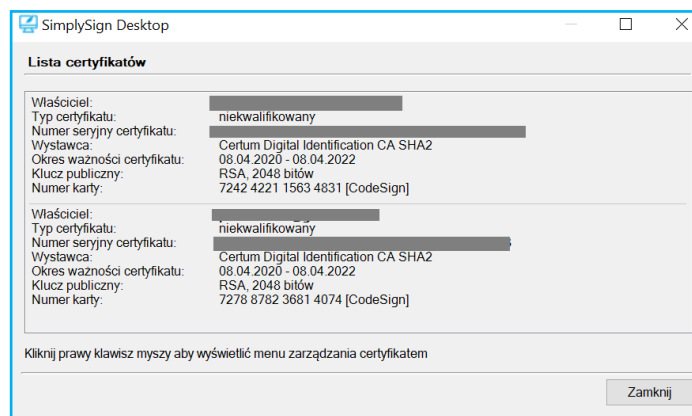 SimplySign Desktop
Lista certyfikatów
Właściciel:
Typ certyfikatu: niekwalifikowany
Numer seryjny certyfikatu:
Wystawca: Certum Digital Identification CA SHA2
Okres ważności certyfikatu: 08.04.2020 - 08.04.2022
Klucz publiczny: RSA, 2048 bitów
Numer karty: 7242 4221 1563 4831 [CodeSign]
Właściciel:
Typ certyfikatu: niekwalifikowany
Numer seryjny certyfikatu:
Wystawca: Certum Digital Identification CA SHA2
Okres ważności certyfikatu: 08.04.2020 - 08.04.2022
Klucz publiczny: RSA, 2048 bitów
Numer karty: 7278 8782 3681 4074 [CodeSign]
Kliknij prawy klawisz myszy aby wyświetlić menu zarządzania certyfikatem
Zamknij